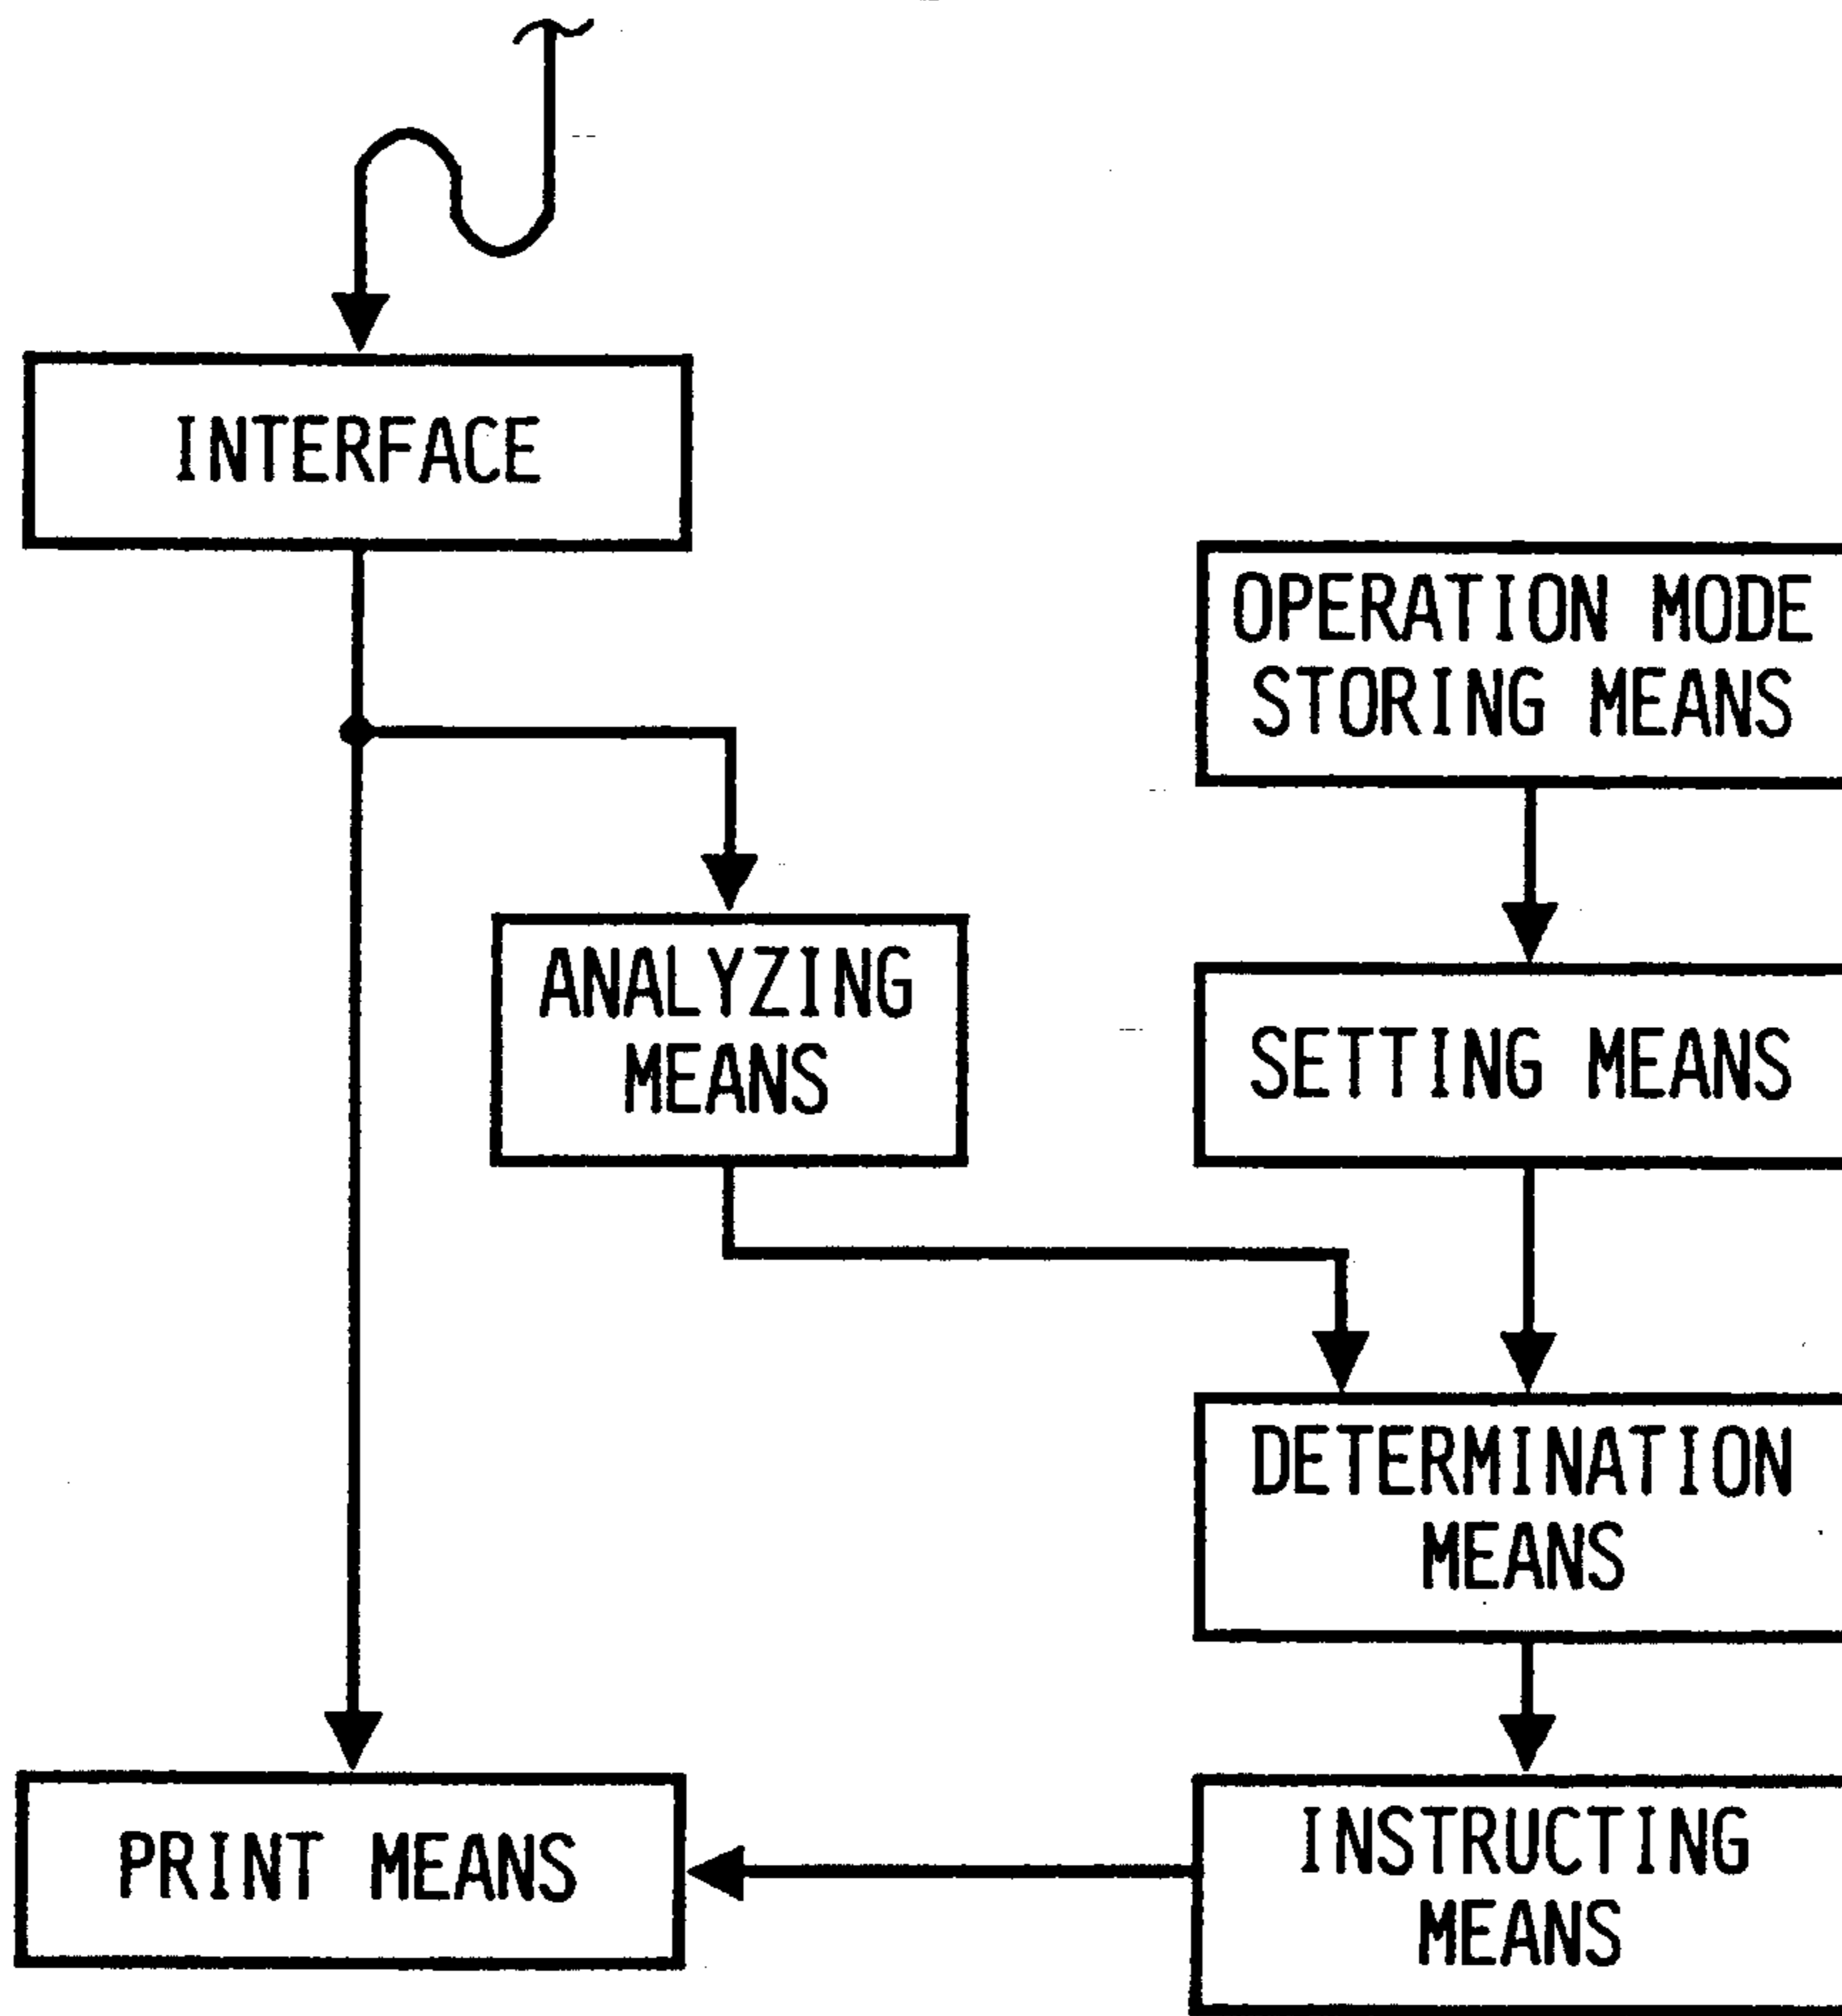 INTERFACE
OPERATION MODE
STORING MEANS
ANALYZING
MEANS
SETTING MEANS
DETERMINATION
MEANS
PRINT MEANS
INSTRUCTING
MEANS